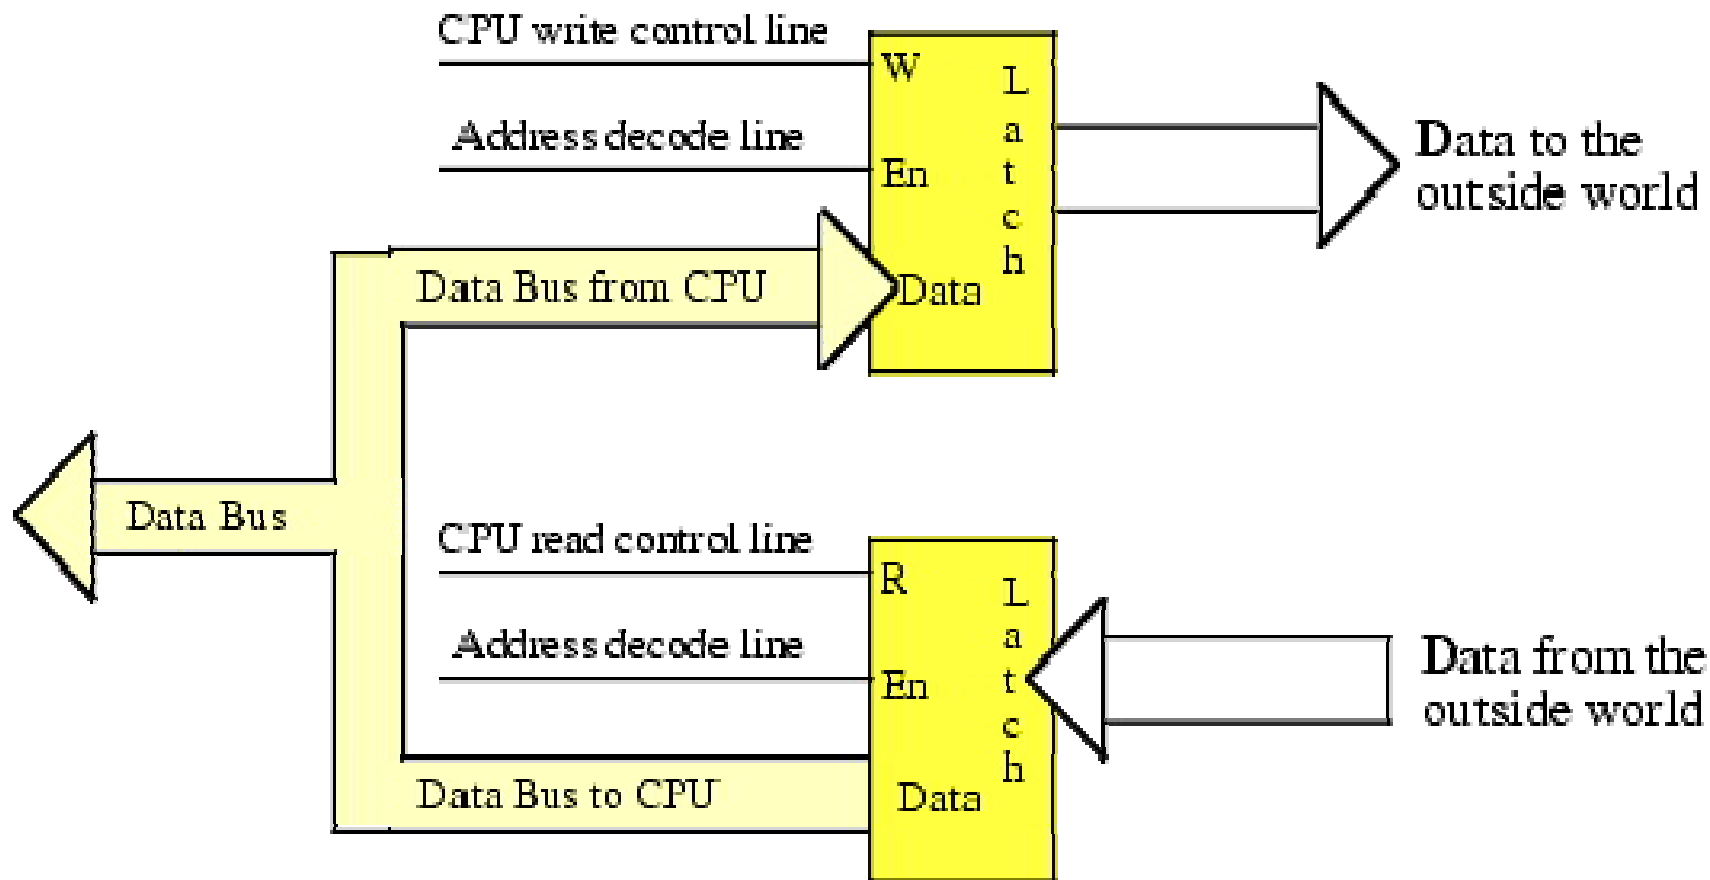 CPU write control line
W
Latch
Address decode line
En
Data to the
outside world
Data Bus from CPU
Data
Data Bus
CPU read control line
R
Latch
Address decode line
En
Data from the
outside world
Data Bus to CPU
Data